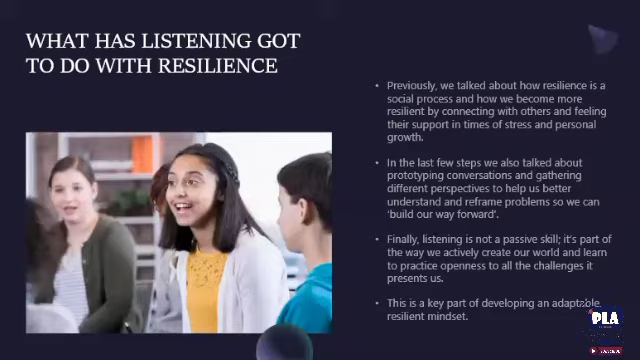 WHAT HAS LISTENING GOT
TO DO WITH RESILIENCE
• Previously, we talked about how resilience is a
social process and how we become more
resilient by connecting with others and feeling
their support in times of stress and personal
growth.
• In the last few steps we also talked about
prototyping conversations and gathering
different perspectives to help us better
understand and reframe problems so we can
‘build our way forward’.
• Finally, listening is not a passive skill; it's part of
the way we actively create our world and learn
to practice openness to all the challenges it
presents us.
• This is a key part of developing an adaptable,
resilient mindset.
PLA